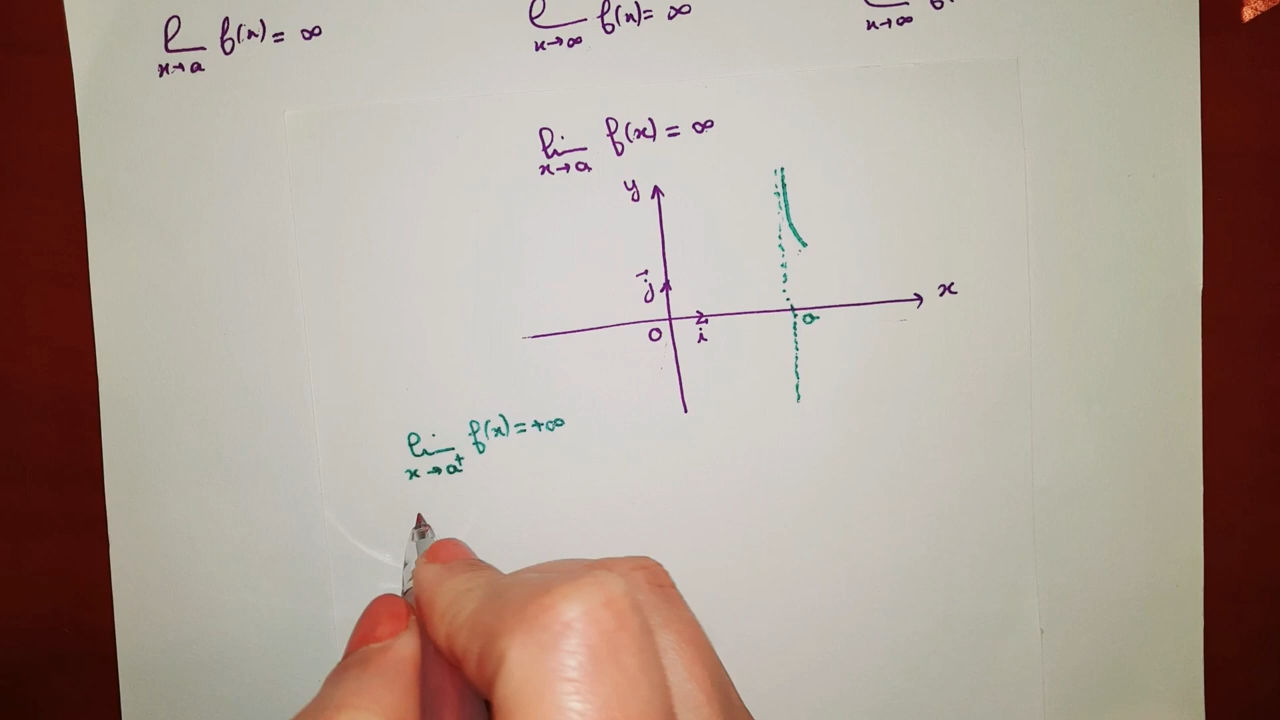 lim x→a f(x) = ∞
lim x→∞ f(x) = ∞
x→∞
lim x→a f(x) = ∞
y
j
x
O
i
a
lim x→a⁺ f(x) = +∞